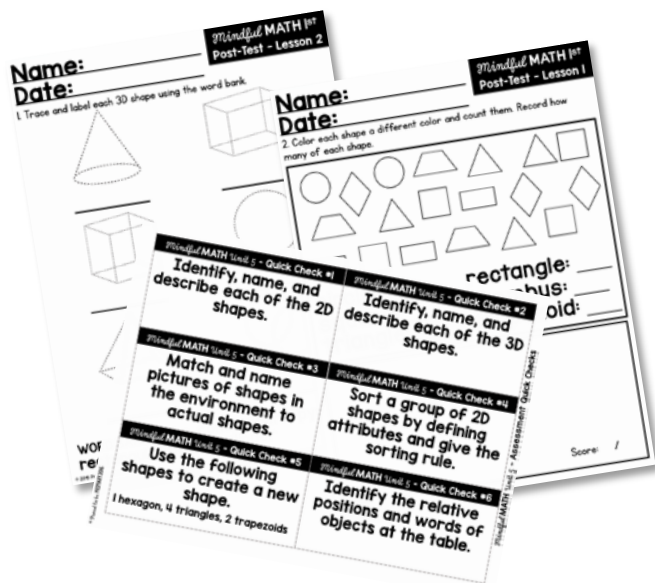 Mindful MATH 1st
Post-Test - Lesson 2
Name:
Date:
1. Trace and label each 3D shape using the word bank.
Mindful MATH 1st
Post-Test - Lesson 1
Name:
Date:
2. Color each shape a different color and count them. Record how
many of each shape.
rectangle:
bus:
oid:
Score: /
Mindful MATH Unit 5 - Quick Check #1
Identify, name, and
describe each of the 2D
shapes.
Mindful MATH Unit 5 - Quick Check #2
Identify, name, and
describe each of the 3D
shapes.
Mindful MATH Unit 5 - Quick Check #3
Match and name
pictures of shapes in
the environment to
actual shapes.
Mindful MATH Unit 5 - Quick Check #4
Sort a group of 2D
shapes by defining
attributes and give the
sorting rule.
Mindful MATH Unit 5 - Quick Check #5
Use the following
shapes to create a new
shape.
1 hexagon, 4 triangles, 2 trapezoids
Mindful MATH Unit 5 - Quick Check #6
Identify the relative
positions and words of
objects at the table.
Mindful MATH Unit 5 - Assessment Quick Checks